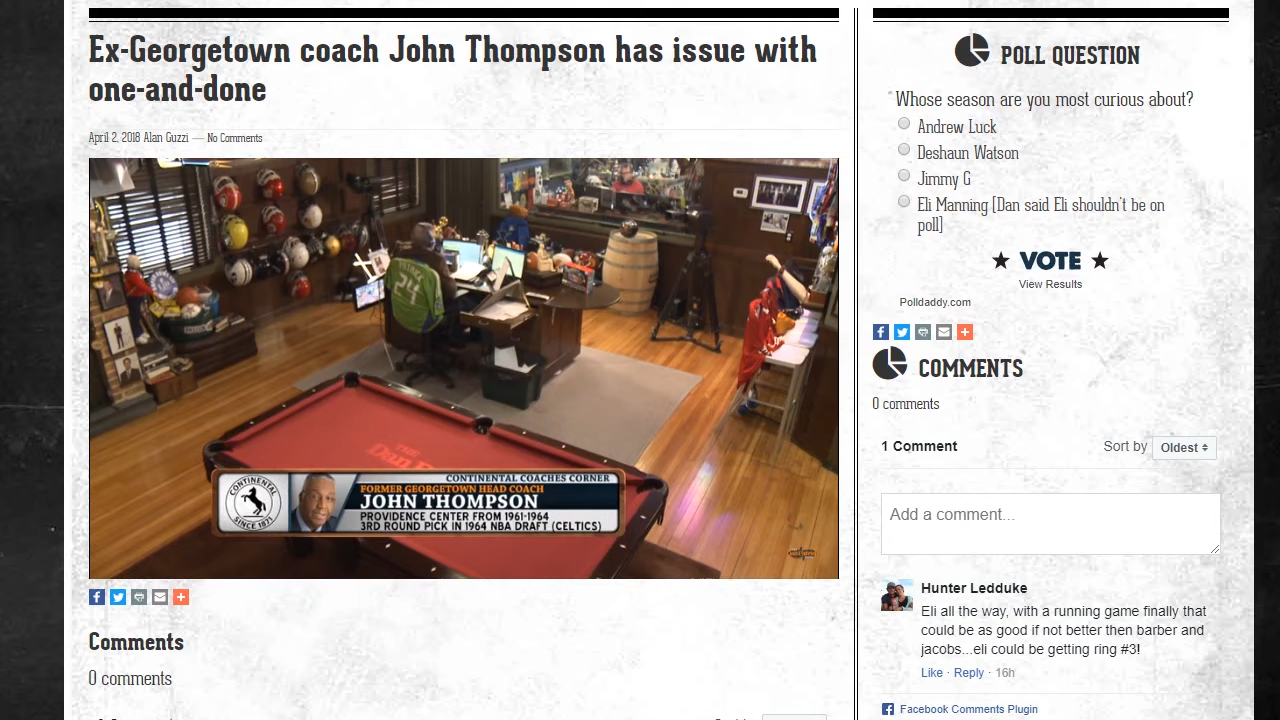 Ex-Georgetown coach John Thompson has issue with
one-and-done
April 2, 2018 Alan Guzzi — No Comments
24
THE
CONTINENTAL
SINCE 1871
CONTINENTAL COACHES CORNER
FORMER GEORGETOWN HEAD COACH
JOHN THOMPSON
PROVIDENCE CENTER FROM 1961-1964
3RD ROUND PICK IN 1964 NBA DRAFT (CELTICS)
Comments
0 comments
POLL QUESTION
Whose season are you most curious about?
Andrew Luck
Deshaun Watson
Jimmy G
Eli Manning [Dan said Eli shouldn't be on
poll]
★ VOTE ★
View Results
Polldaddy.com
COMMENTS
0 comments
1 Comment
Sort by Oldest
Add a comment...
Hunter Ledduke
Eli all the way, with a running game finally that
could be as good if not better then barber and
jacobs...eli could be getting ring #3!
Like · Reply · 16h
Facebook Comments Plugin